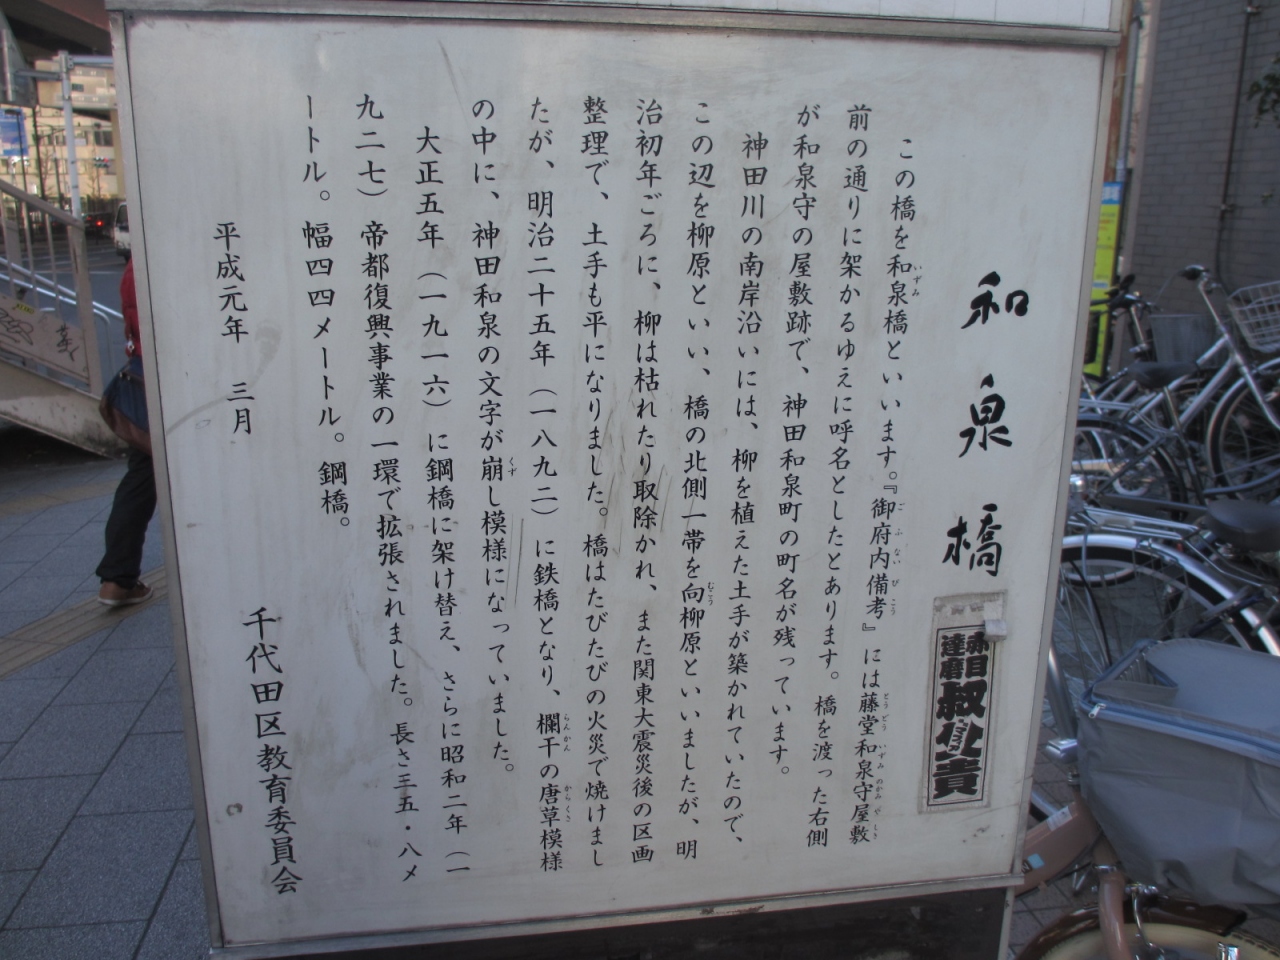 和泉橋
この橋を和泉橋といいます。『御府内備考』には藤堂和泉守屋敷
前の通りに架かるゆえに呼名としたとあります。橋を渡った右側
が和泉守の屋敷跡で、神田和泉町の町名が残っています。
神田川の南岸沿いには、柳を植えた土手が築かれていたので、
この辺を柳原といい、橋の北側一帯を向柳原といいましたが、明
治初年ごろに、柳は枯れたり取除かれ、また関東大震災後の区画
整理で、土手も平になりました。橋はたびたびの火災で焼けまし
たが、明治二十五年（一八九二）に鉄橋となり、欄干の唐草模様
の中に、神田和泉の文字が崩し模様になっていました。
大正五年（一九一六）に鋼橋に架け替え、さらに昭和二年（一
九二七）帝都復興事業の一環で拡張されました。長さ三五・八メ
ートル。幅四四メートル。鋼橋。
平成元年 三月
千代田区教育委員会
赤目
達磨